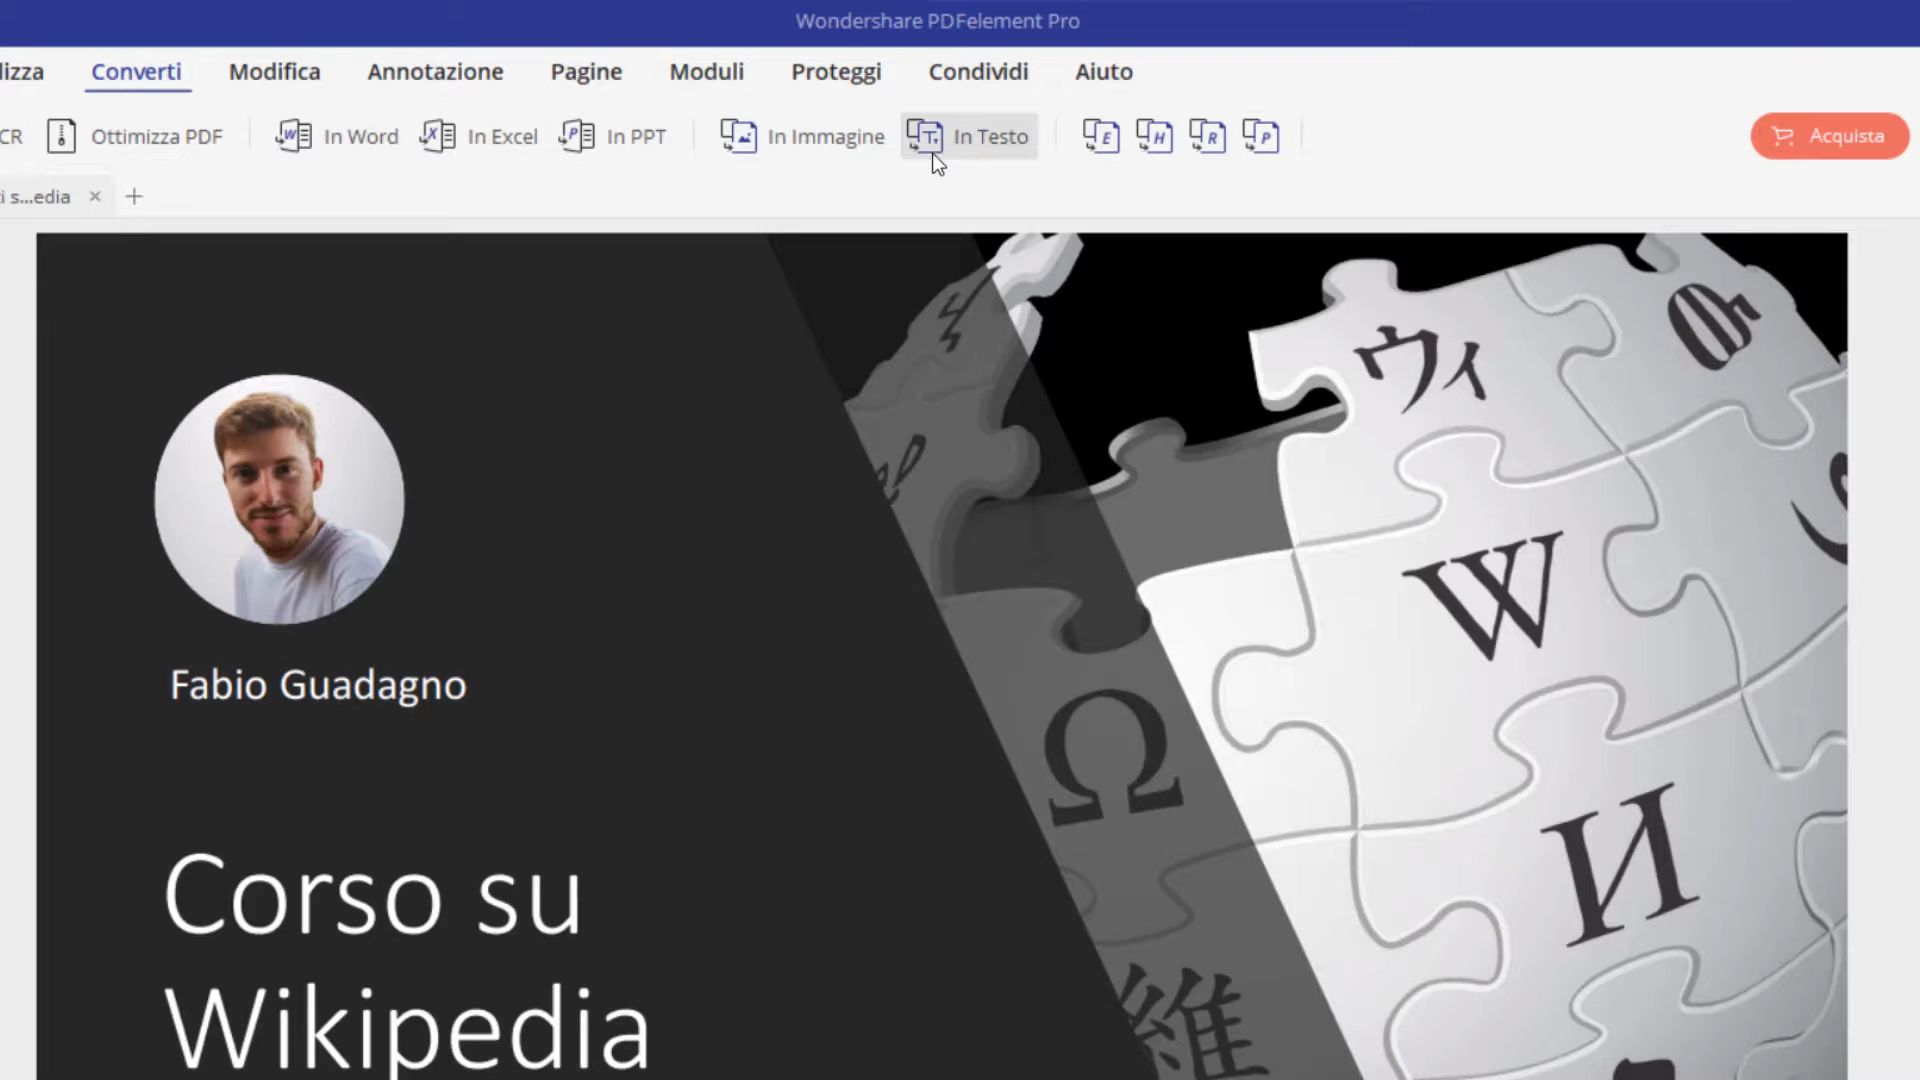 Wondershare PDFelement Pro
lizza Converti Modifica Annotazione Pagine Moduli Proteggi Condividi Aiuto
CR Ottimizza PDF In Word In Excel In PPT In Immagine In Testo E H R P Acquista
i s...edia × +
ウィ
W
Ω
И
維
Fabio Guadagno
Corso su
Wikipedia